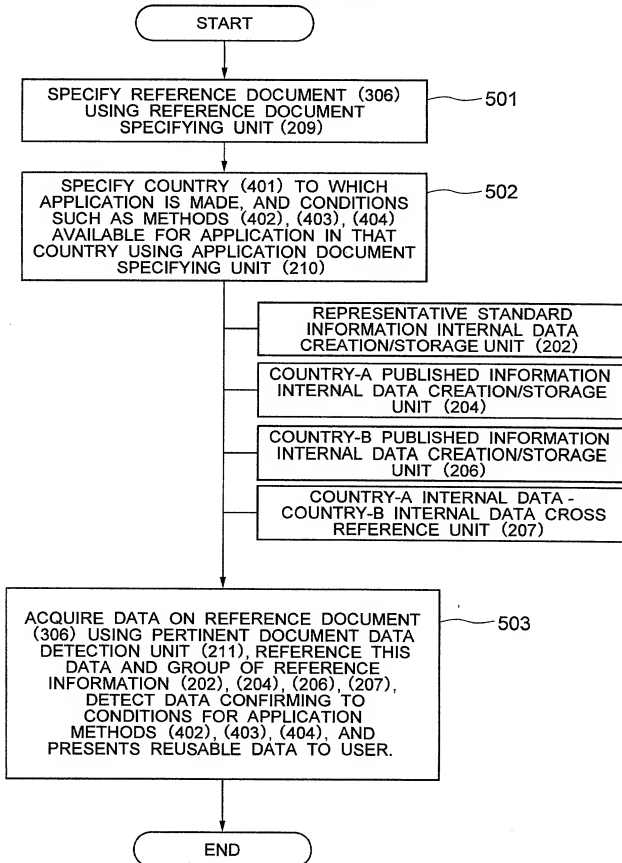 START
SPECIFY REFERENCE DOCUMENT (306)
USING REFERENCE DOCUMENT
SPECIFYING UNIT (209)
501
SPECIFY COUNTRY (401) TO WHICH
APPLICATION IS MADE, AND CONDITIONS
SUCH AS METHODS (402), (403), (404)
AVAILABLE FOR APPLICATION IN THAT
COUNTRY USING APPLICATION DOCUMENT
SPECIFYING UNIT (210)
502
REPRESENTATIVE STANDARD
INFORMATION INTERNAL DATA
CREATION/STORAGE UNIT (202)
COUNTRY-A PUBLISHED INFORMATION
INTERNAL DATA CREATION/STORAGE
UNIT (204)
COUNTRY-B PUBLISHED INFORMATION
INTERNAL DATA CREATION/STORAGE
UNIT (206)
COUNTRY-A INTERNAL DATA -
COUNTRY-B INTERNAL DATA CROSS
REFERENCE UNIT (207)
ACQUIRE DATA ON REFERENCE DOCUMENT
(306) USING PERTINENT DOCUMENT DATA
DETECTION UNIT (211), REFERENCE THIS
DATA AND GROUP OF REFERENCE
INFORMATION (202), (204), (206), (207),
DETECT DATA CONFIRMING TO
CONDITIONS FOR APPLICATION
METHODS (402), (403), (404), AND
PRESENTS REUSABLE DATA TO USER.
503
END